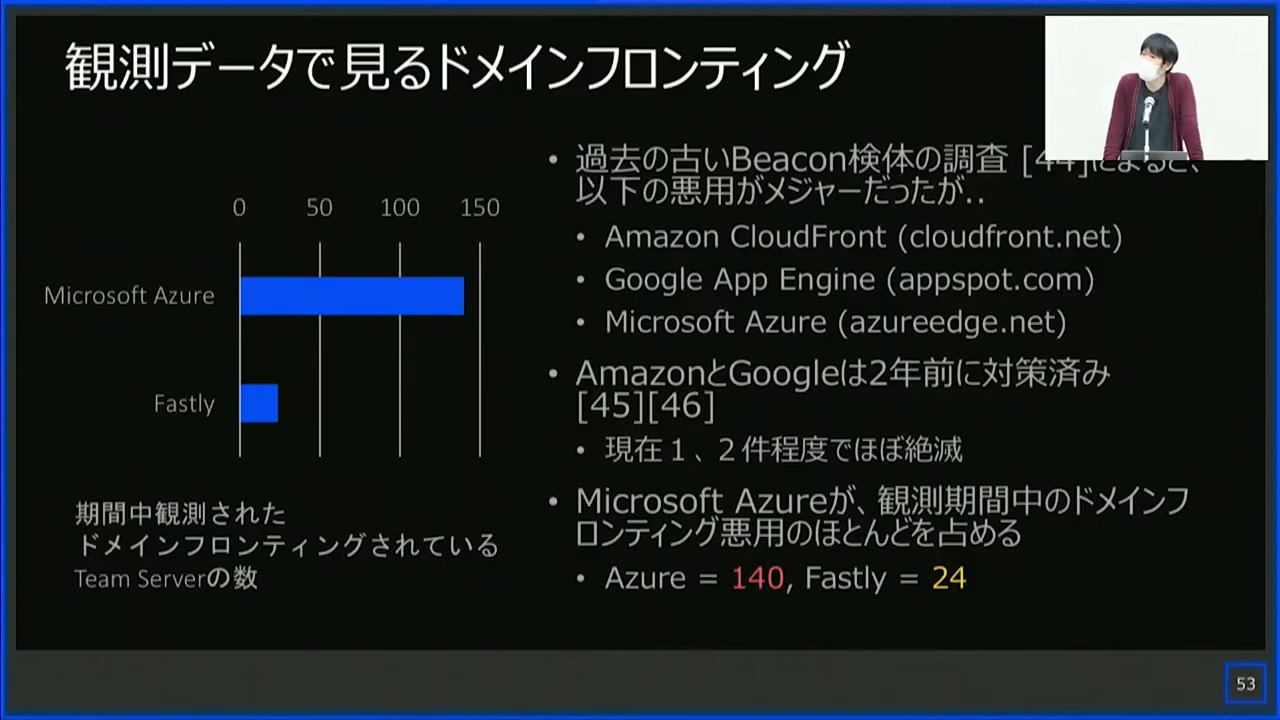 観測データで見るドメインフロンティング
0 50 100 150
Microsoft Azure
Fastly
期間中観測された
ドメインフロンティングされている
Team Serverの数
• 過去の古いBeacon検体の調査 [44]によると、
以下の悪用がメジャーだったが..
• Amazon CloudFront (cloudfront.net)
• Google App Engine (appspot.com)
• Microsoft Azure (azureedge.net)
• AmazonとGoogleは2年前に対策済み
[45][46]
• 現在１、２件程度でほぼ絶滅
• Microsoft Azureが、観測期間中のドメインフ
ロンティング悪用のほとんどを占める
• Azure = 140, Fastly = 24
53